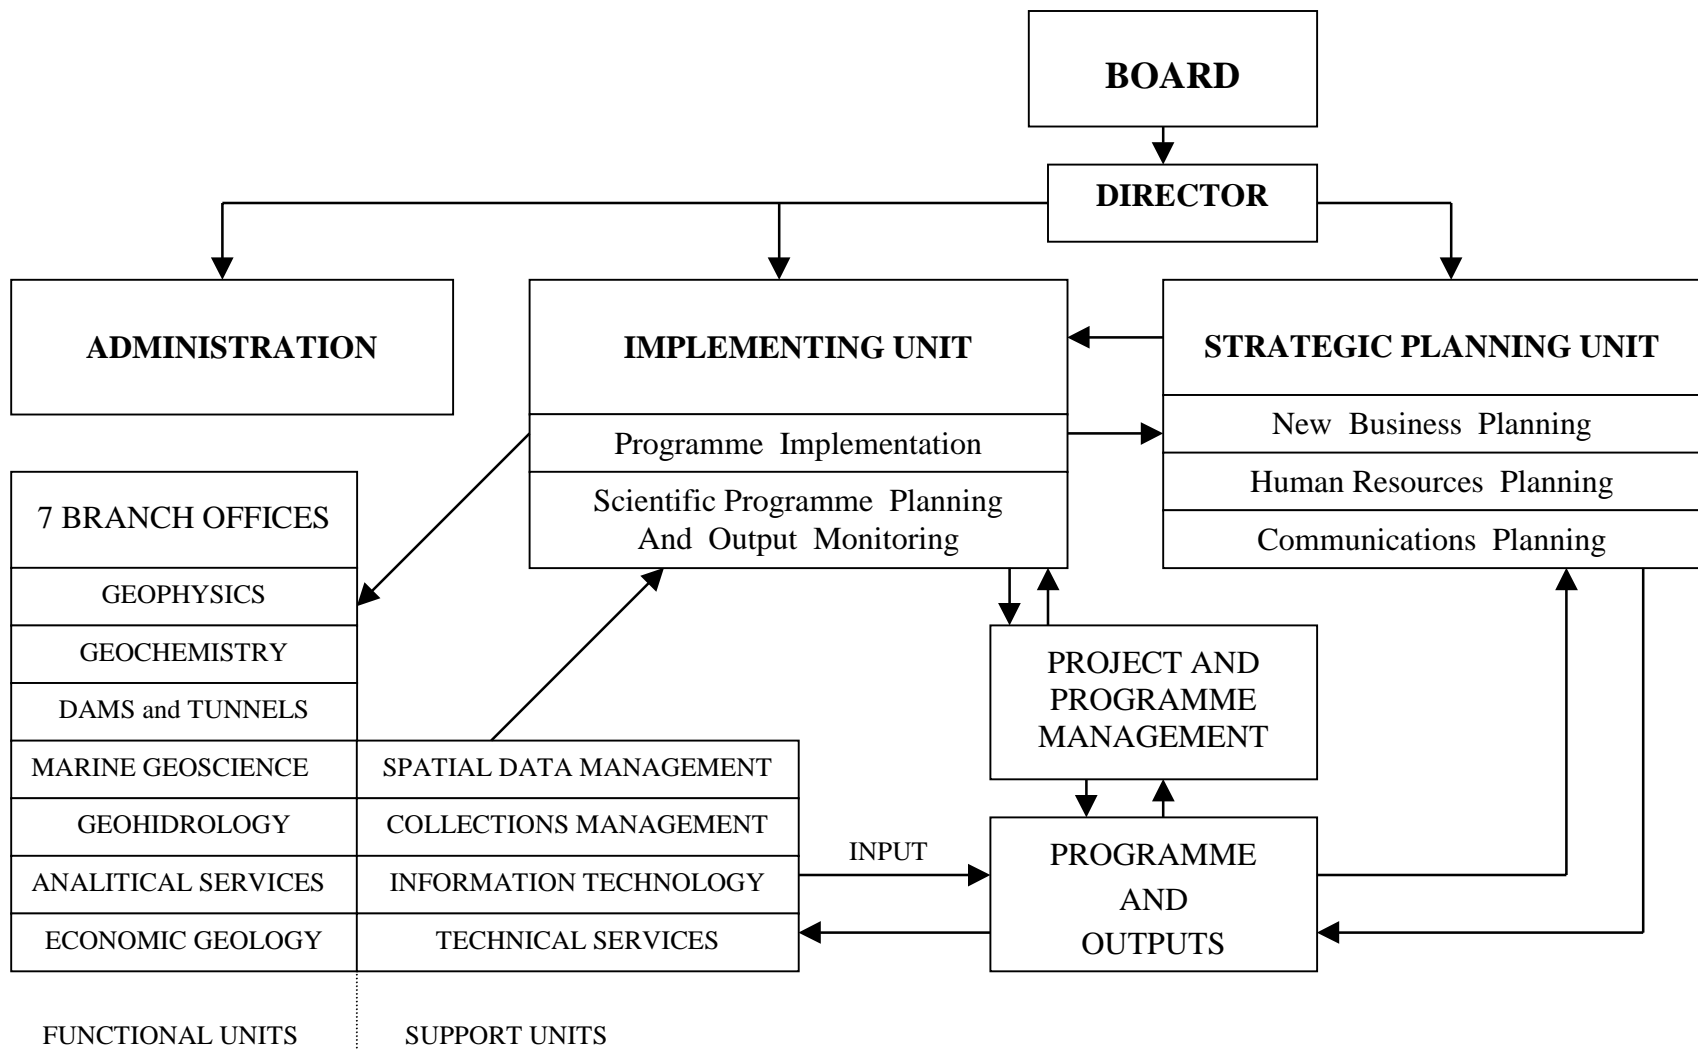 BOARD
DIRECTOR
ADMINISTRATION
IMPLEMENTING UNIT
Programme Implementation
Scientific Programme Planning
And Output Monitoring
STRATEGIC PLANNING UNIT
New Business Planning
Human Resources Planning
Communications Planning
7 BRANCH OFFICES
GEOPHYSICS
GEOCHEMISTRY
DAMS and TUNNELS
MARINE GEOSCIENCE
GEOHIDROLOGY
ANALITICAL SERVICES
ECONOMIC GEOLOGY
SPATIAL DATA MANAGEMENT
COLLECTIONS MANAGEMENT
INFORMATION TECHNOLOGY
TECHNICAL SERVICES
INPUT
PROJECT AND
PROGRAMME
MANAGEMENT
PROGRAMME
AND
OUTPUTS
FUNCTIONAL UNITS
SUPPORT UNITS